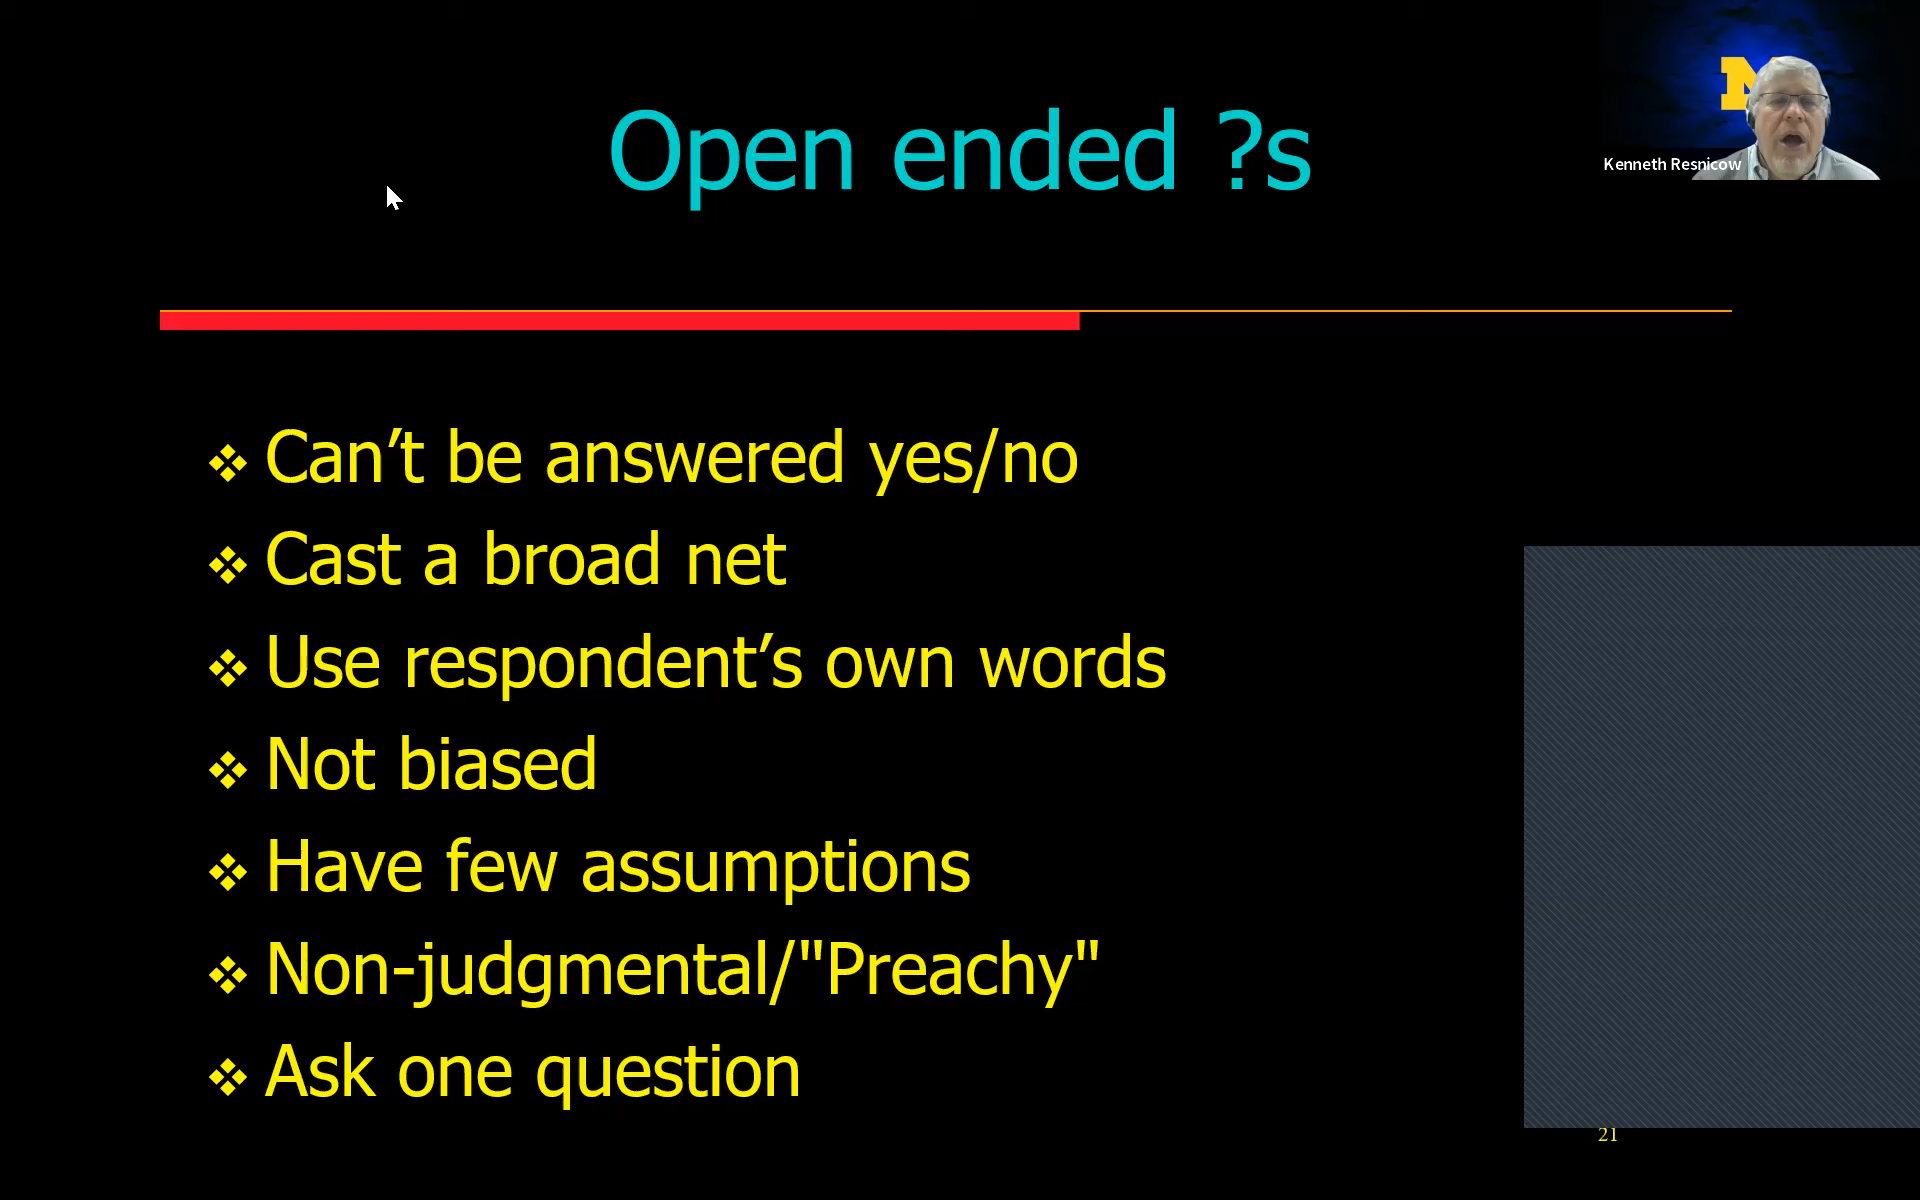 Open ended ?s
M
Kenneth Resnicow
❖ Can’t be answered yes/no
❖ Cast a broad net
❖ Use respondent’s own words
❖ Not biased
❖ Have few assumptions
❖ Non-judgmental/"Preachy"
❖ Ask one question
21